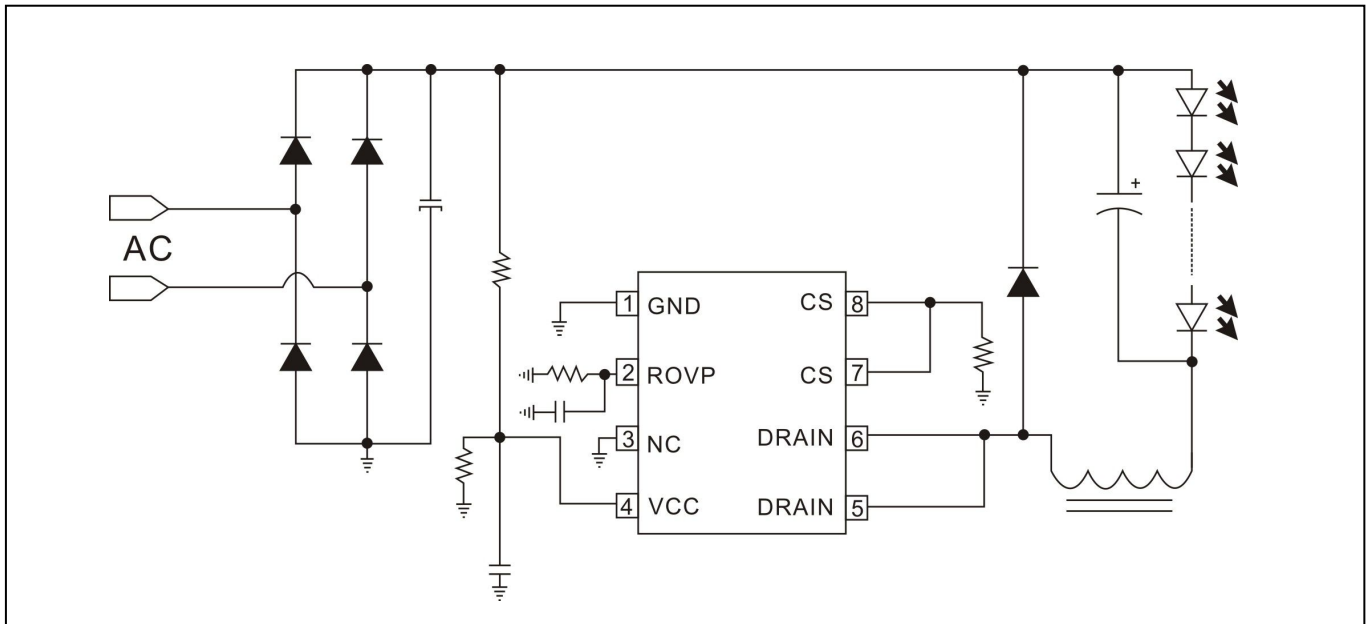 AC
1 GND
2 ROVP
3 NC
4 VCC
CS 8
CS 7
DRAIN 6
DRAIN 5
+